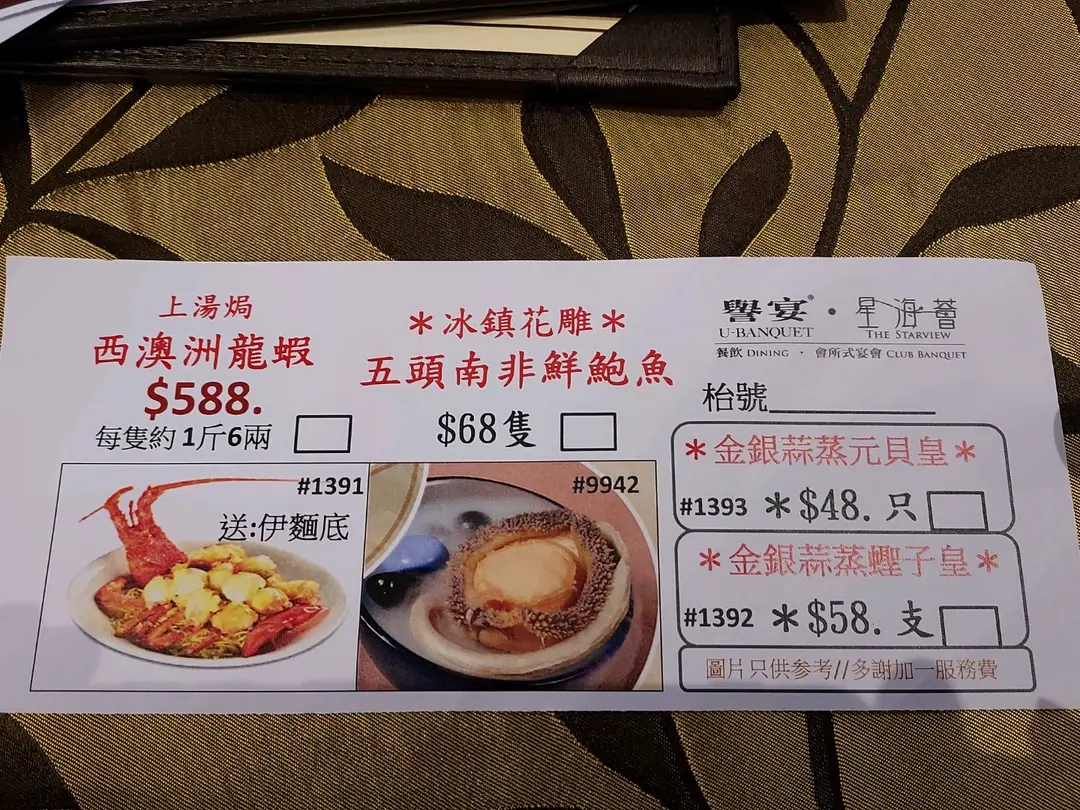 上湯焗
西澳洲龍蝦
$588.
每隻約1斤6兩
#1391
送:伊麵底
＊冰鎮花雕＊
五頭南非鮮鮑魚
$68隻
#9942
譽宴® · 星海薈
U-BANQUET THE STARVIEW
餐飲 DINING · 會所式宴會 CLUB BANQUET
枱號
＊金銀蒜蒸元貝皇＊
#1393 ＊$48. 只
＊金銀蒜蒸蟶子皇＊
#1392 ＊$58. 支
圖片只供參考//多謝加一服務費